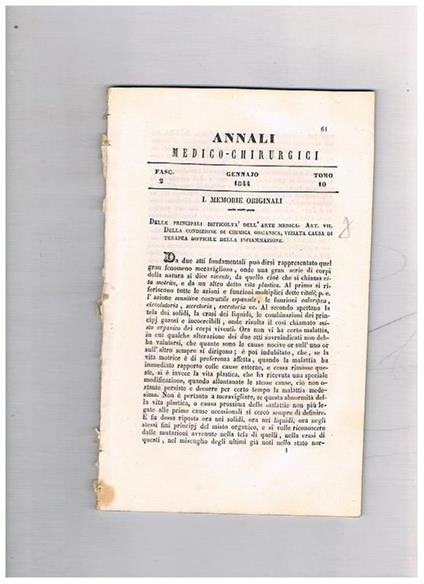 61
ANNALI
MEDICO-CHIRURGICI
FASC. GENNAJO TOMO
2 1844 10
I. MEMORIE ORIGINALI
DELLE PRINCIPALI DIFFICOLTA' DELL'ARTE MEDICA. ART. VII.
DELLA CONDIZIONE DI CHIMICA ORGANICA, VIZIATA CAUSA DI
TERAPEA DIFFICILE DELLA INFIAMMAZIONE.
Da due atti fondamentali può dirsi rappresentato quel
gran fenomeno meraviglioso, onde una gran serie di corpi
della natura si dice vivente, da quello cioè che si chiama vi-
ta motrice, e da un altro detto vita plastica. Al primo si ri-
feriscono tutte le azioni e funzioni moltiplici dette vitali; p. e.
l'azione sensitiva contrattile espansile, le funzioni calorifica,
circolatoria, secretoria, escretoria ec. Al secondo spettano la
tela dei solidi, la crasi dei liquidi, le combinazioni dei prin-
cipj gazosi e incoercibili, onde risulta il così chiamato mi-
sto organico dei corpi viventi. Ora non vi ha certo malattia,
in cui qualche alterazione dei due atti sovraindicati non deb-
ba valutarsi, che quante sono le cause nocive or sull'uno or
sull'altro sempre si dirigono; è poi indubitato, che, se la
vita motrice è di preferenza affetta, quando la malattia ha
immediato rapporto colle cause esterne, e cessa rimosse que-
ste, si è invece la vita plastica, che ha ricevuta una speciale
modificazione, quando allontanate le stesse cause, ciò non o-
stante persiste e decorre per certo tempo la malattia mede-
sima. Non è pertanto a meravigliare, se questa abnormità del-
la vita plastica, o causa prossima delle malattie non più le-
gate alle prime cause occasionali si cercò sempre di definire.
E fu dessa riposta ora nei solidi, ora nei liquidi, ora negli
stessi fini principj del misto organico, e si volle riconoscere
dalle mutazioni avvenute nella tela di quelli, nella crasi di
questi, nel miscuglio degli ultimi già noti nello stato nor-
1